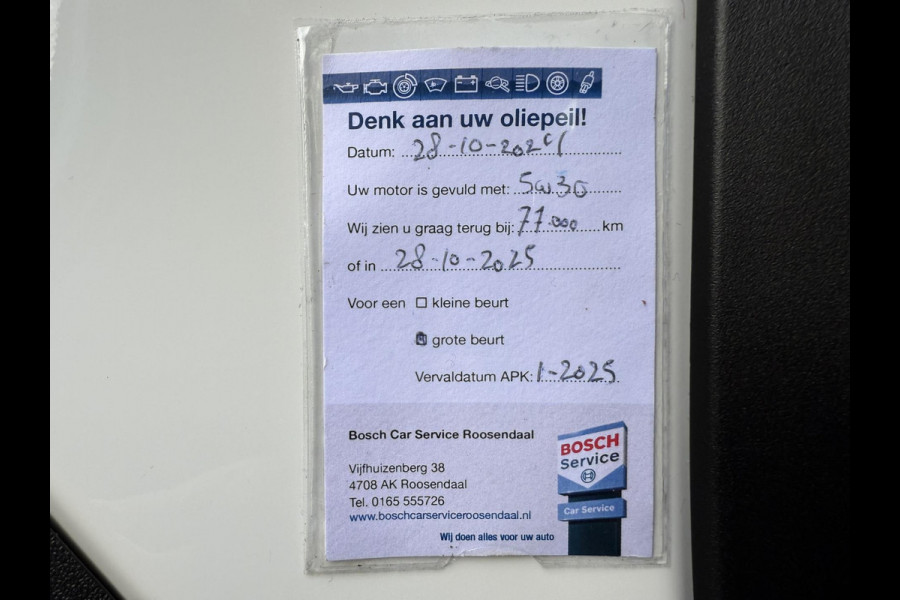 Denk aan uw oliepeil!
Datum: 28-10-2024
Uw motor is gevuld met: 5w30
Wij zien u graag terug bij: 77.000 km
of in 28-10-2025
Voor een ☐ kleine beurt
☒ grote beurt
Vervaldatum APK: 1-2025
Bosch Car Service Roosendaal
Vijfhuizenberg 38
4708 AK Roosendaal
Tel. 0165 555726
www.boschcarserviceroosendaal.nl
BOSCH
Service
Car Service
Wij doen alles voor uw auto